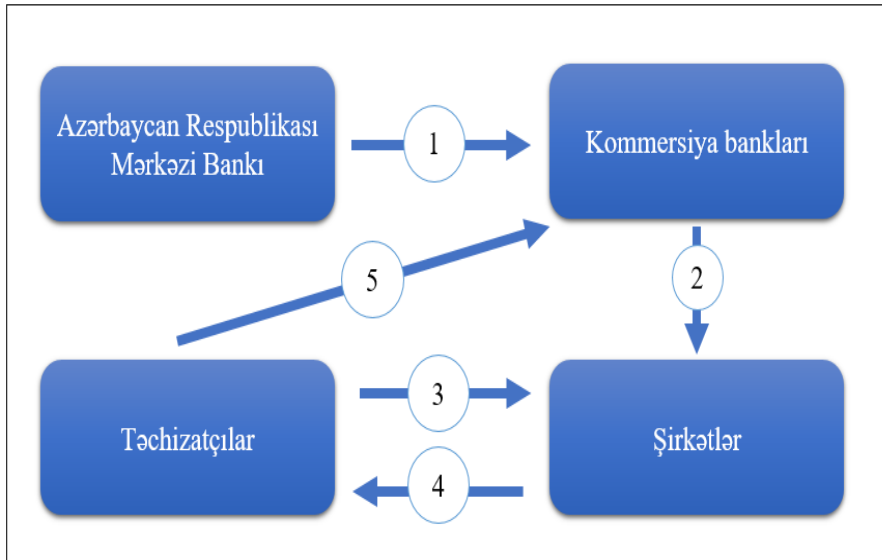 Azərbaycan Respublikası
Mərkəzi Bankı
1
Kommersiya bankları
5
2
Təchizatçılar
3
4
Şirkətlər